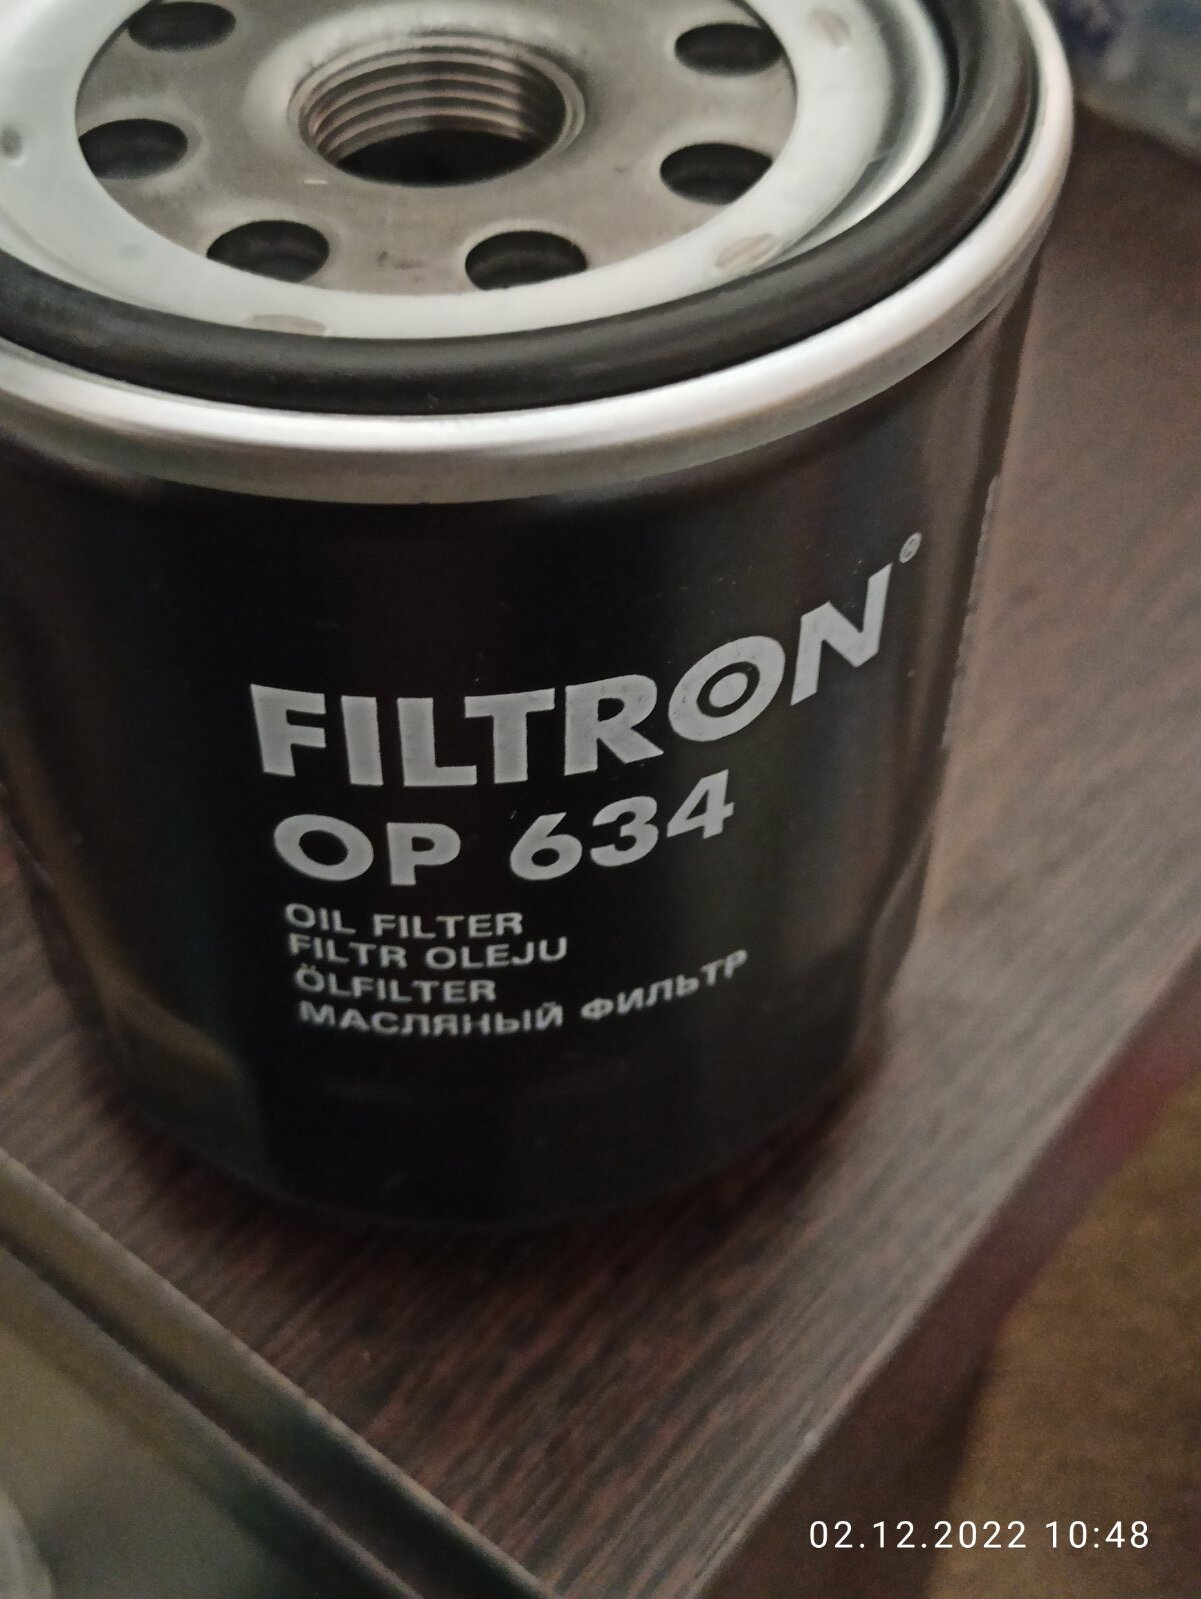 FILTRON®
OP 634
OIL FILTER
FILTR OLEJU
ÖLFILTER
МАСЛЯНЫЙ ФИЛЬТР
02.12.2022 10:48